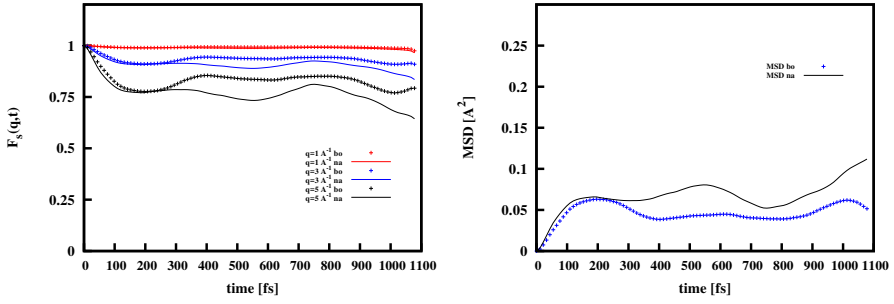 F_s(q,t)
1
0.75
0.5
0.25
0
q=1 A^-1 bo
q=1 A^-1 na
q=3 A^-1 bo
q=3 A^-1 na
q=5 A^-1 bo
q=5 A^-1 na
0 100 200 300 400 500 600 700 800 900 1000 1100
time [fs]
MSD [A^2]
0.25
0.2
0.15
0.1
0.05
0
MSD bo
MSD na
0 100 200 300 400 500 600 700 800 900 1000 1100
time [fs]